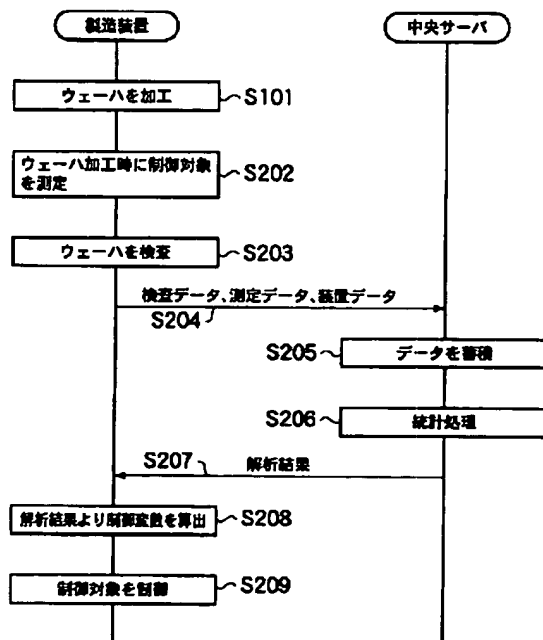 製造装置
中央サーバ
ウェーハを加工
S101
ウェーハ加工時に制御対象
を測定
S202
ウェーハを検査
S203
検査データ、測定データ、装置データ
S204
S205
データを蓄積
S206
統計処理
S207
解析結果
解析結果より制御変数を算出
S208
制御対象を制御
S209